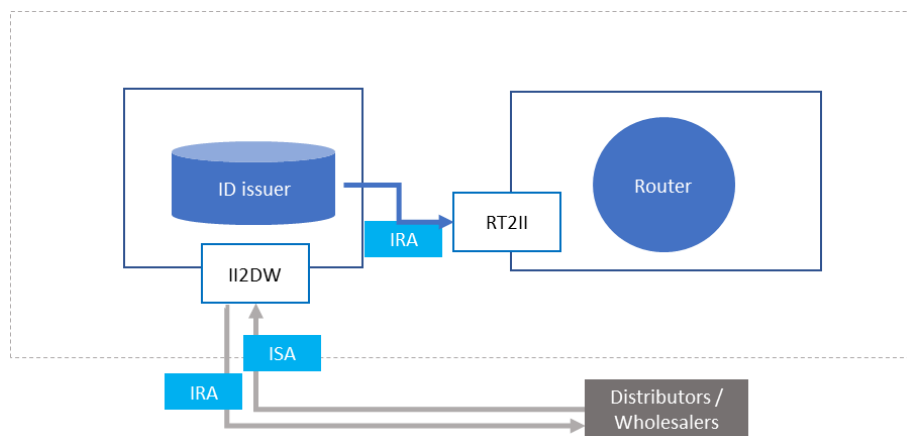 ID issuer
Router
RT2II
IRA
II2DW
ISA
IRA
Distributors /
Wholesalers